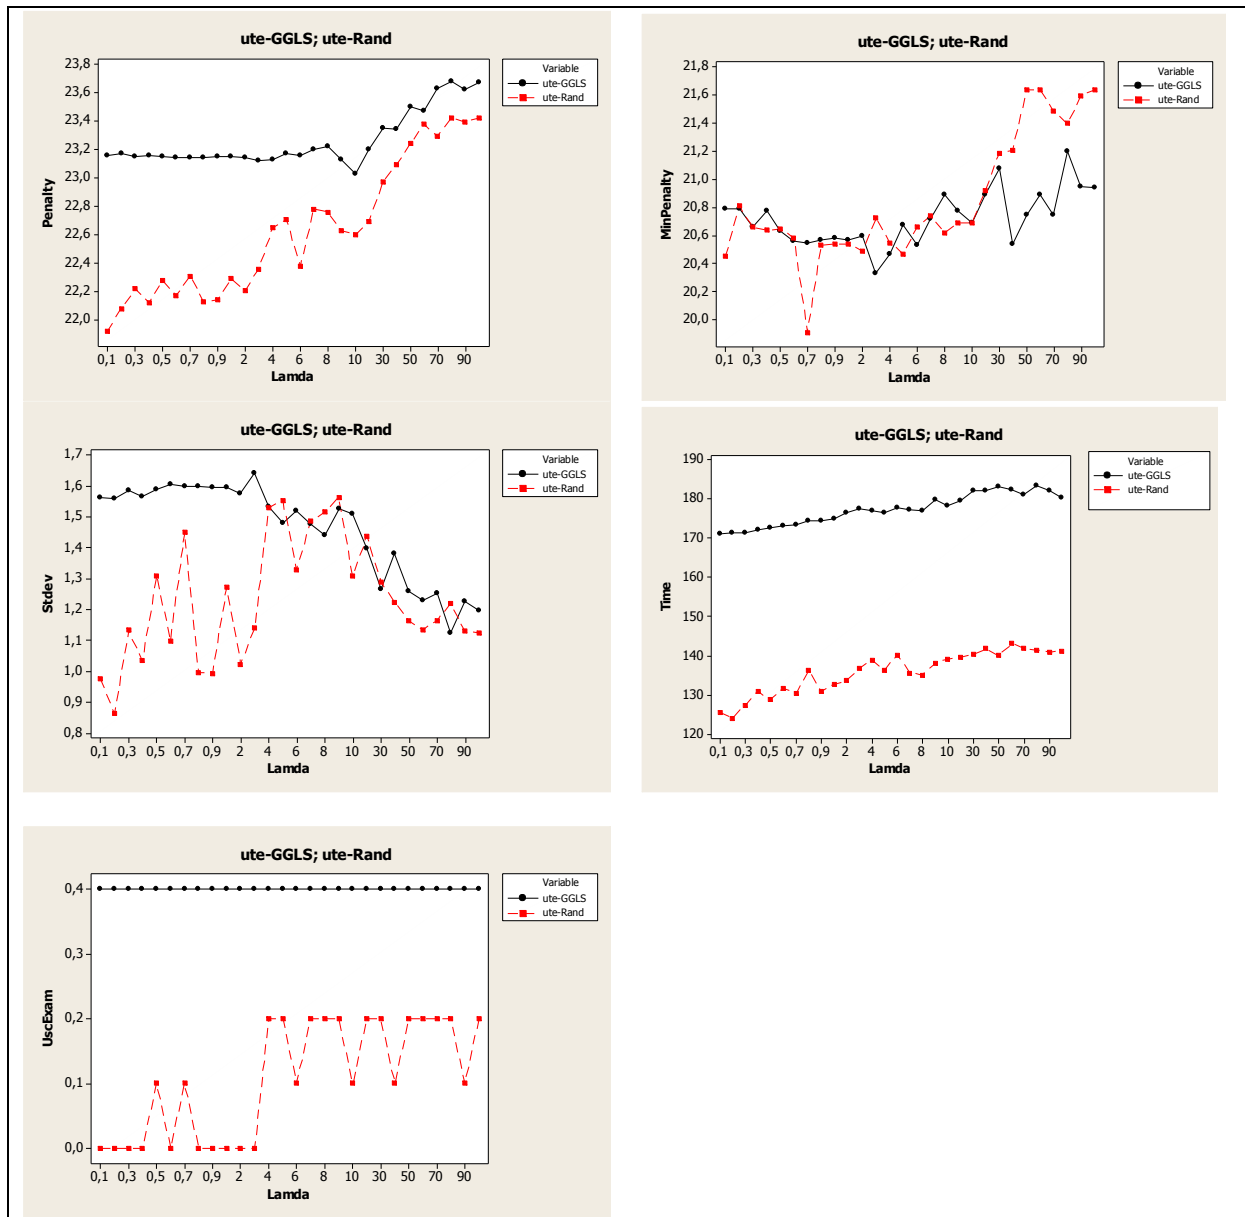 ute-GGLS; ute-Rand
23,8
23,6
23,4
23,2
23,0
22,8
22,6
22,4
22,2
22,0
Penalty
0,1 0,3 0,5 0,7 0,9 2 4 6 8 10 30 50 70 90
Lamda
Variable
ute-GGLS
ute-Rand
ute-GGLS; ute-Rand
21,8
21,6
21,4
21,2
21,0
20,8
20,6
20,4
20,2
20,0
MinPenalty
0,1 0,3 0,5 0,7 0,9 2 4 6 8 10 30 50 70 90
Lamda
Variable
ute-GGLS
ute-Rand
ute-GGLS; ute-Rand
1,7
1,6
1,5
1,4
1,3
1,2
1,1
1,0
0,9
0,8
Stdev
0,1 0,3 0,5 0,7 0,9 2 4 6 8 10 30 50 70 90
Lamda
Variable
ute-GGLS
ute-Rand
ute-GGLS; ute-Rand
190
180
170
160
150
140
130
120
Time
0,1 0,3 0,5 0,7 0,9 2 4 6 8 10 30 50 70 90
Lamda
Variable
ute-GGLS
ute-Rand
ute-GGLS; ute-Rand
0,4
0,3
0,2
0,1
0,0
UscExam
0,1 0,3 0,5 0,7 0,9 2 4 6 8 10 30 50 70 90
Lamda
Variable
ute-GGLS
ute-Rand